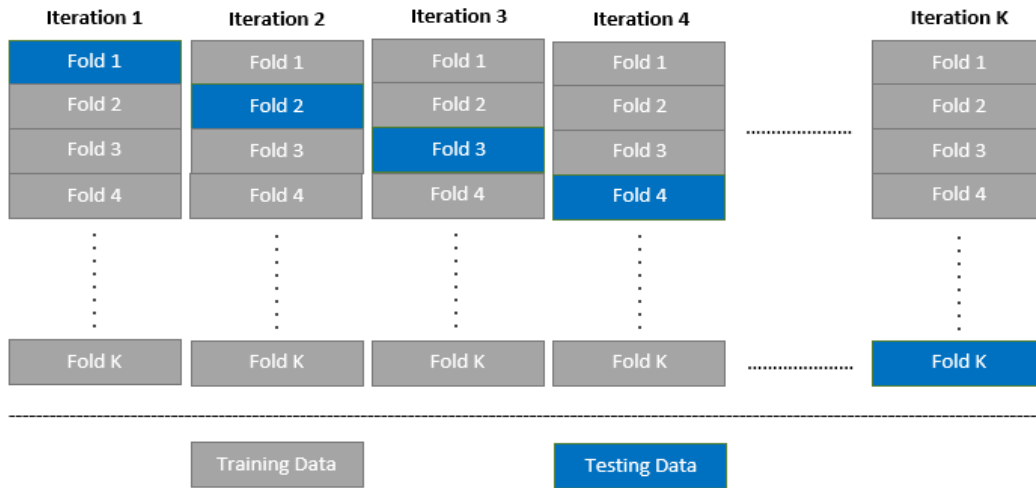 Iteration 1 Iteration 2 Iteration 3 Iteration 4 Iteration K
Fold 1 Fold 1 Fold 1 Fold 1 Fold 1
Fold 2 Fold 2 Fold 2 Fold 2 Fold 2
Fold 3 Fold 3 Fold 3 Fold 3 Fold 3
Fold 4 Fold 4 Fold 4 Fold 4 Fold 4
Fold K Fold K Fold K Fold K Fold K
Training Data Testing Data